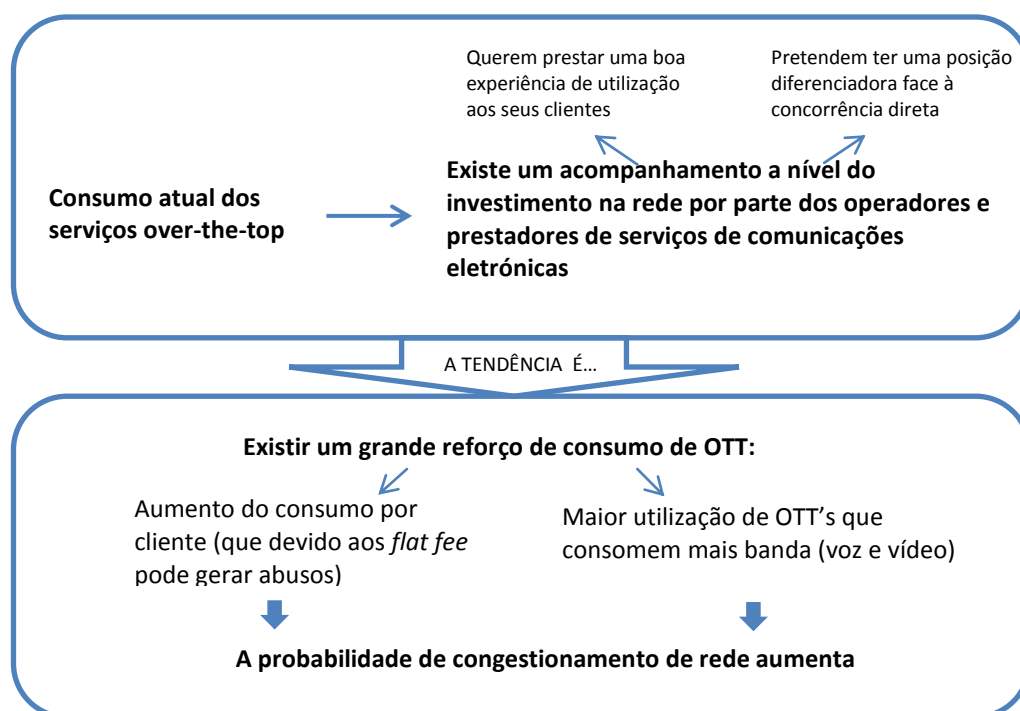 Querem prestar uma boa
experiência de utilização
aos seus clientes
Pretendem ter uma posição
diferenciadora face à
concorrência direta
Consumo atual dos
serviços over-the-top
Existe um acompanhamento a nível do
investimento na rede por parte dos operadores e
prestadores de serviços de comunicações
eletrónicas
A TENDÊNCIA É...
Existir um grande reforço de consumo de OTT:
Aumento do consumo por
cliente (que devido aos flat fee
pode gerar abusos)
Maior utilização de OTT's que
consomem mais banda (voz e vídeo)
A probabilidade de congestionamento de rede aumenta